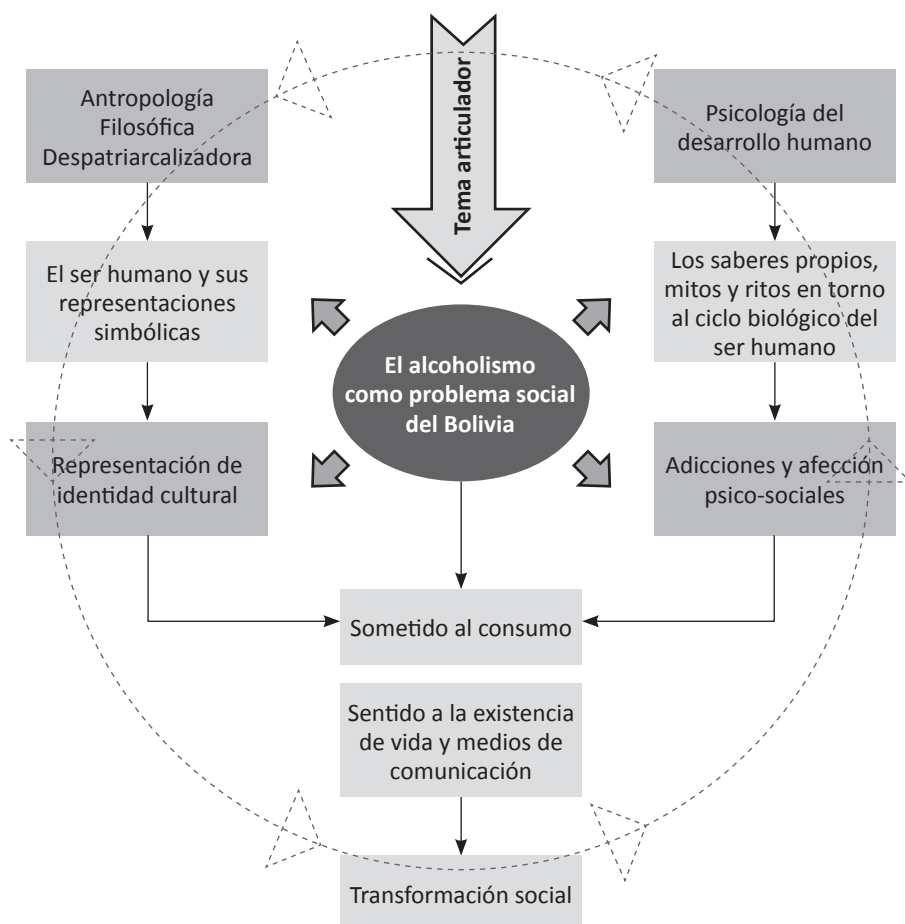 Tema articulador
Antropología
Filosófica
Despatriarcalizadora
Psicología del
desarrollo humano
El ser humano y sus
representaciones
simbólicas
Los saberes propios,
mitos y ritos en torno
al ciclo biológico del
ser humano
El alcoholismo
como problema social
del Bolivia
Representación de
identidad cultural
Adicciones y afección
psico-sociales
Sometido al consumo
Sentido a la existencia
de vida y medios de
comunicación
Transformación social